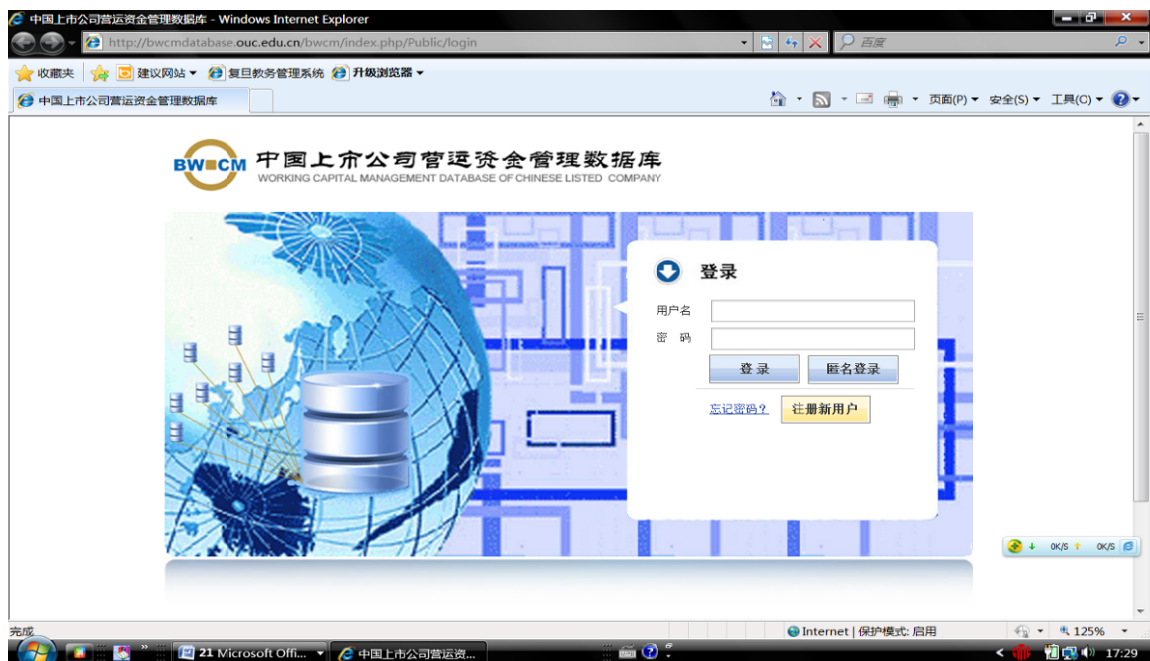 中国上市公司营运资金管理数据库 - Windows Internet Explorer
http://bwcmdatabase.ouc.edu.cn/bwcm/index.php/Public/login
百度
收藏夹 建议网站 复旦教务管理系统 升级浏览器
中国上市公司营运资金管理数据库
页面(P) 安全(S) 工具(C)
BWCM 中国上市公司营运资金管理数据库
WORKING CAPITAL MANAGEMENT DATABASE OF CHINESE LISTED COMPANY
登录
用户名
密 码
登 录 匿名登录
忘记密码? 注册新用户
0K/S 0K/S
完成 Internet | 保护模式: 启用 125%
21 Microsoft Offi... 中国上市公司营运资... 17:29